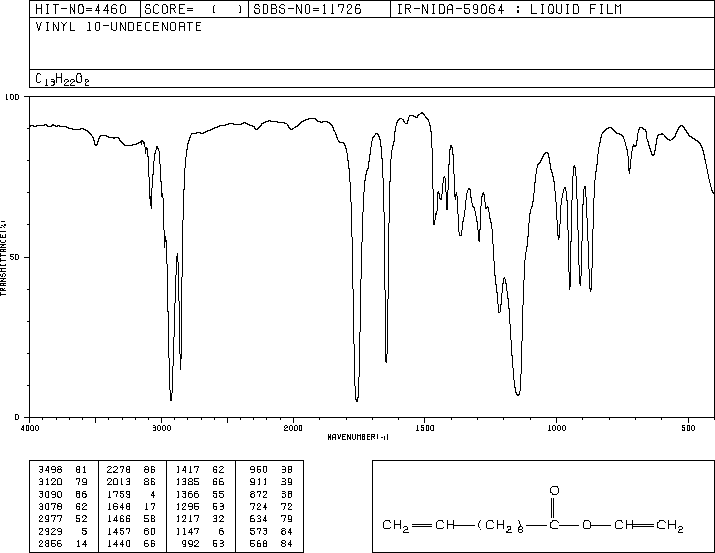 HIT-NO=4460 SCORE= ( ) SDBS-NO=11726 IR-NIDA-59064 : LIQUID FILM
VINYL 10-UNDECENOATE
C13H22O2
100
50
0
TRANSMITTANCE(%)
4000 3000 2000 1500 1000 500
WAVENUMBER(-1)
3498 81 2278 86 1417 62 950 38
3120 79 2013 86 1385 66 911 39
3090 86 1759 4 1366 55 872 38
3078 62 1648 17 1295 53 724 72
2977 52 1466 58 1217 32 634 79
2929 5 1457 60 1147 6 573 84
2856 14 1440 66 992 53 568 84
O
CH2=CH-(CH2)8-C-O-CH=CH2